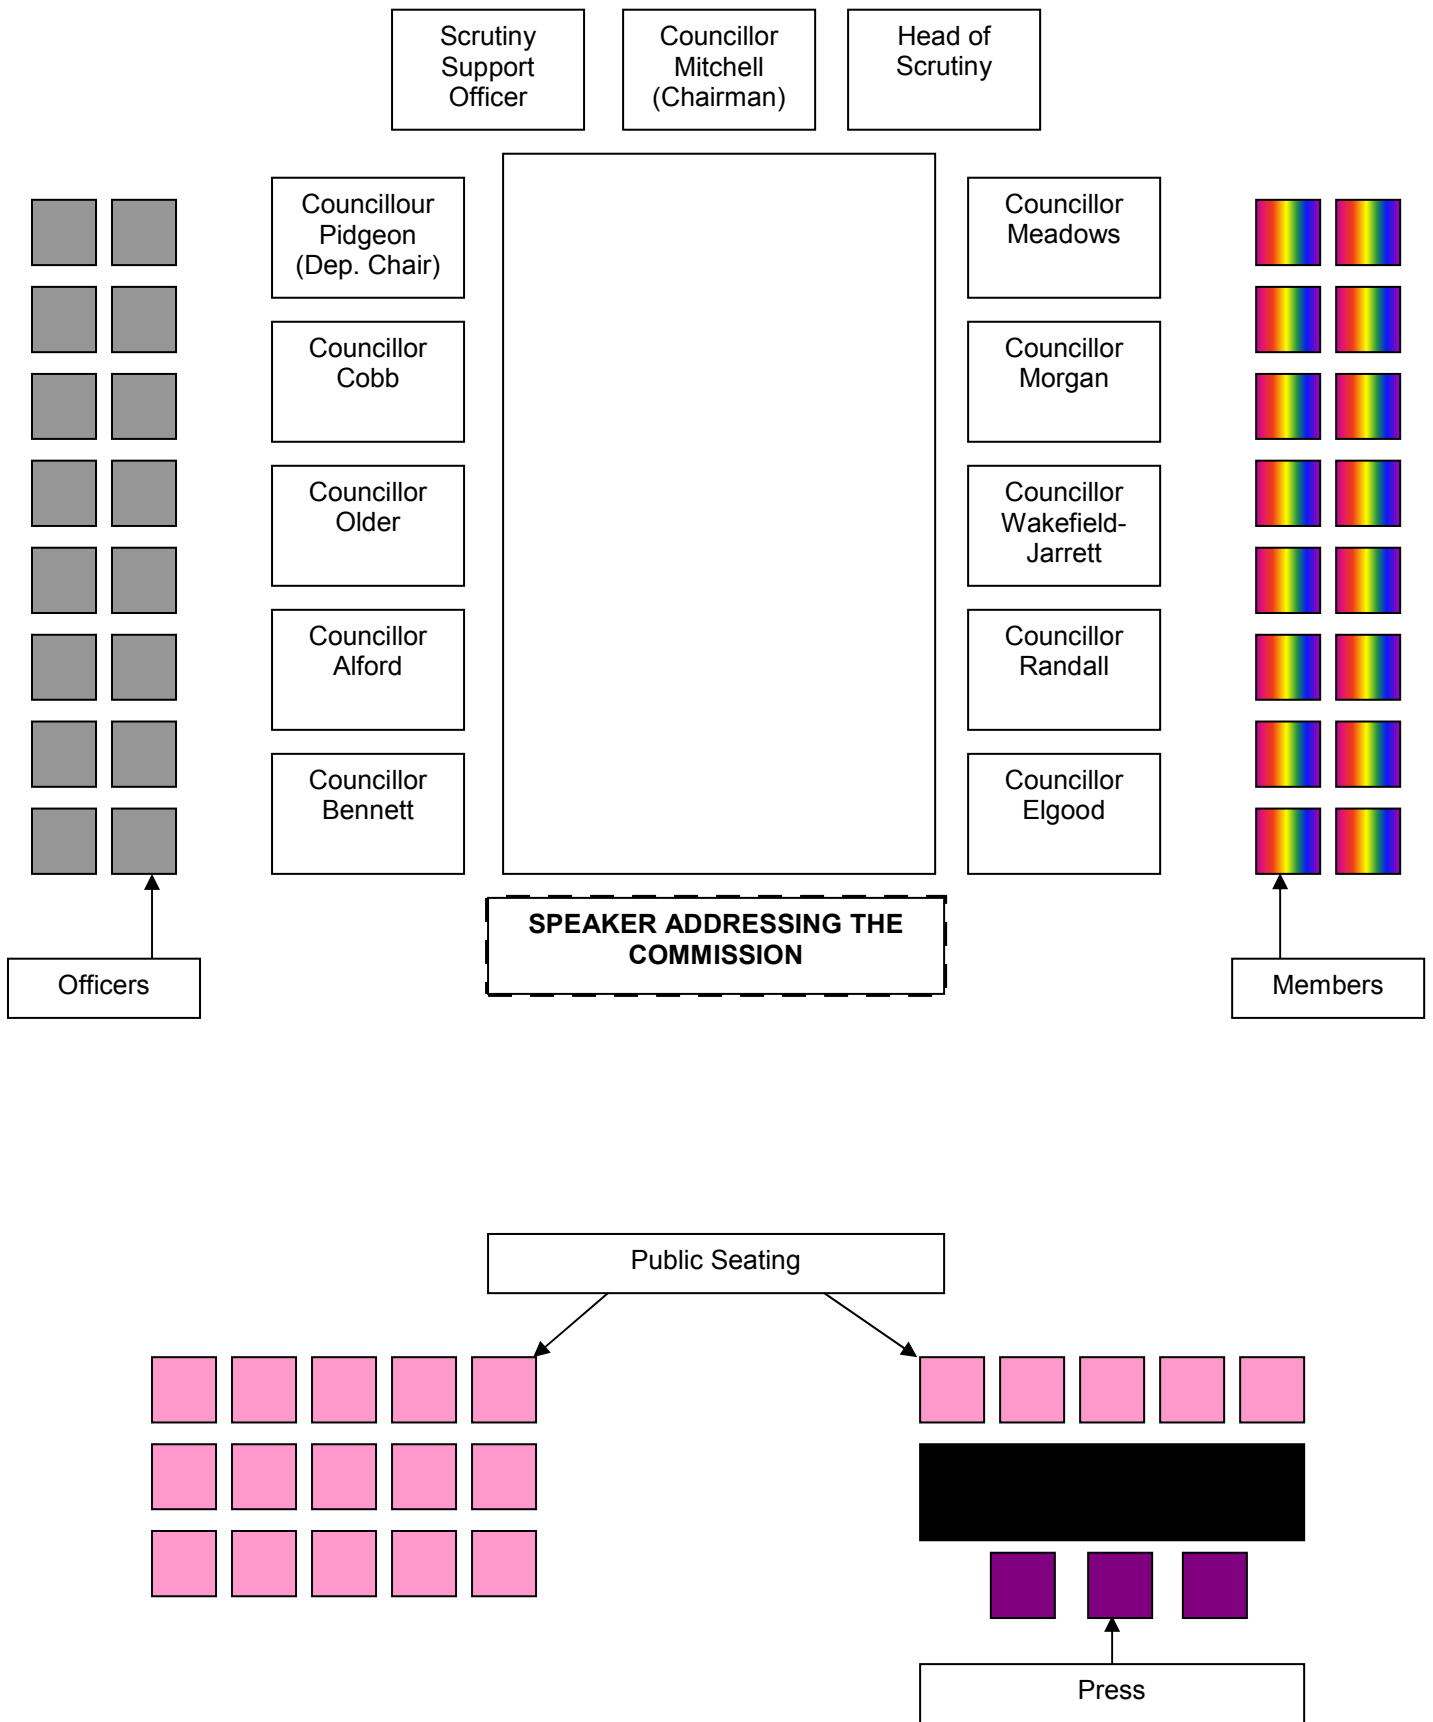 Scrutiny
Support
Officer
Councillor
Mitchell
(Chairman)
Head of
Scrutiny
Councillour
Pidgeon
(Dep. Chair)
Councillor
Meadows
Councillor
Cobb
Councillor
Morgan
Councillor
Older
Councillor
Wakefield-
Jarrett
Councillor
Alford
Councillor
Randall
Councillor
Bennett
Councillor
Elgood
SPEAKER ADDRESSING THE
COMMISSION
Officers
Members
Public Seating
Press